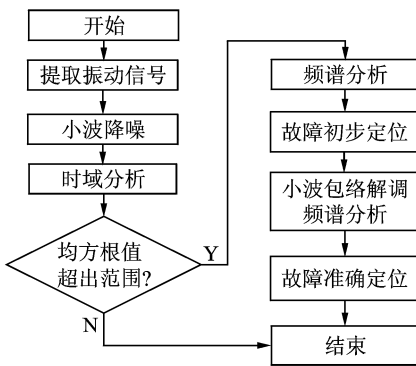 开始
提取振动信号
小波降噪
时域分析
均方根值
超出范围?
Y
N
频谱分析
故障初步定位
小波包络解调
频谱分析
故障准确定位
结束